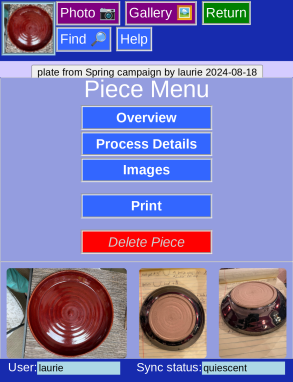 Photo 📷 Gallery 🖼️ Return
Find 🔎 Help
plate from Spring campaign by laurie 2024-08-18
Piece Menu
Overview
Process Details
Images
Print
Delete Piece
User: laurie Sync status: quiescent